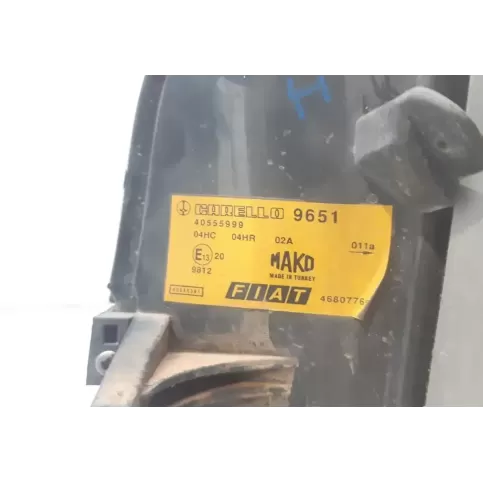 H
CARELLO 9651
40555999
04HC 04HR 02A
011a
E13 20
MAKO
MADE IN TURKEY
9812
FIAT
4680776